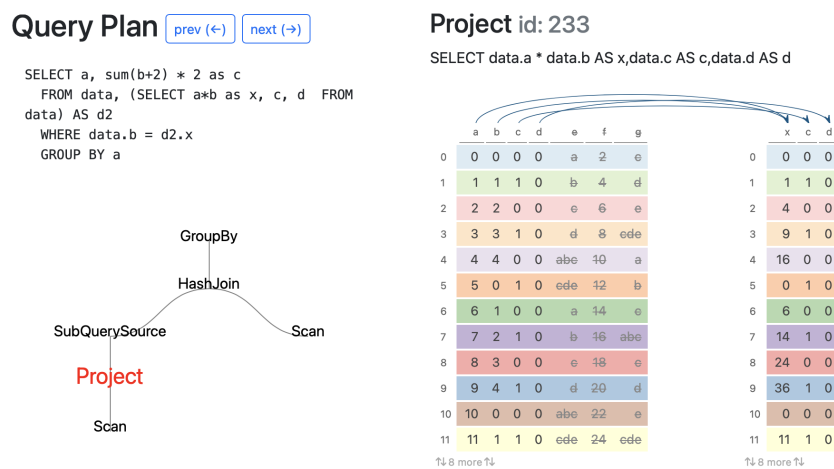 Query Plan prev (←) next (→)
SELECT a, sum(b+2) * 2 as c
FROM data, (SELECT a*b as x, c, d FROM
data) AS d2
WHERE data.b = d2.x
GROUP BY a
GroupBy
HashJoin
SubQuerySource Scan
Project
Scan
Project id: 233
SELECT data.a * data.b AS x,data.c AS c,data.d AS d
a b c d e f g x c d
0 0 0 0 0 a 2 c 0 0 0 0
1 1 1 1 0 b 4 d 1 1 1 0
2 2 2 0 0 c 6 e 2 4 0 0
3 3 3 1 0 d 8 cde 3 9 1 0
4 4 4 0 0 abc 10 a 4 16 0 0
5 5 0 1 0 cde 12 b 5 0 1 0
6 6 1 0 0 a 14 c 6 6 0 0
7 7 2 1 0 b 16 abc 7 14 1 0
8 8 3 0 0 c 18 c 8 24 0 0
9 9 4 1 0 d 20 d 9 36 1 0
10 10 0 0 0 abc 22 e 10 0 0 0
11 11 1 1 0 cde 24 cde 11 11 1 0
⇅ 8 more ⇅ ⇅ 8 more ⇅